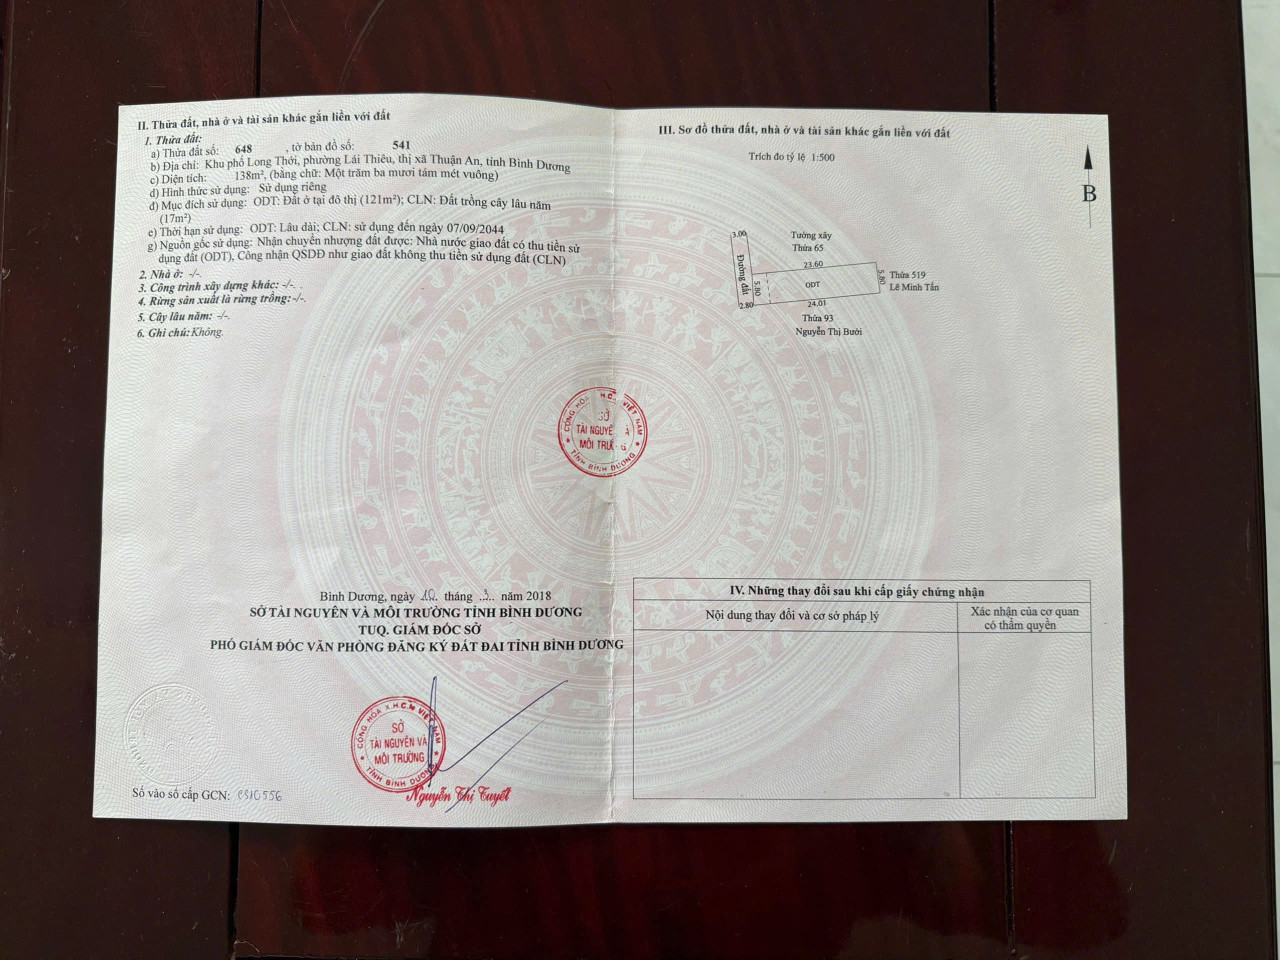 II. Thửa đất, nhà ở và tài sản khác gắn liền với đất
1. Thửa đất:
a) Thửa đất số: 648 , tờ bản đồ số: 541
b) Địa chỉ: Khu phố Long Thới, phường Lái Thiêu, thị xã Thuận An, tỉnh Bình Dương
c) Diện tích: 138m², (bằng chữ: Một trăm ba mươi tám mét vuông)
d) Hình thức sử dụng: Sử dụng riêng
đ) Mục đích sử dụng: ODT: Đất ở tại đô thị (121m²); CLN: Đất trồng cây lâu năm
(17m²)
e) Thời hạn sử dụng: ODT: Lâu dài; CLN: sử dụng đến ngày 07/09/2044
g) Nguồn gốc sử dụng: Nhận chuyển nhượng đất được: Nhà nước giao đất có thu tiền sử
dụng đất (ODT), Công nhận QSDĐ như giao đất không thu tiền sử dụng đất (CLN)
2. Nhà ở: -/-.
3. Công trình xây dựng khác: -/-.
4. Rừng sản xuất là rừng trồng: -/-.
5. Cây lâu năm: -/-.
6. Ghi chú: Không.
Bình Dương, ngày tháng năm 2018
SỞ TÀI NGUYÊN VÀ MÔI TRƯỜNG TỈNH BÌNH DƯƠNG
TUQ. GIÁM ĐỐC SỞ
PHÓ GIÁM ĐỐC VĂN PHÒNG ĐĂNG KÝ ĐẤT ĐAI TỈNH BÌNH DƯƠNG
CỘNG HÒA X.H.C.N VIỆT NAM
SỞ
TÀI NGUYÊN VÀ
MÔI TRƯỜNG
TỈNH BÌNH DƯƠNG
Nguyễn Thị Tuyết
Số vào sổ cấp GCN: CS10556
III. Sơ đồ thửa đất, nhà ở và tài sản khác gắn liền với đất
Trích đo tỷ lệ 1:500
B
3.00
Tường xây
Thửa 65
23.60
Đường đất
5.80
ODT
5.80
Thửa 519
Lê Minh Tấn
2.80
24.01
Thửa 93
Nguyễn Thị Bưởi
CỘNG HÒA X.H.C.N VIỆT NAM
SỞ
TÀI NGUYÊN VÀ
MÔI TRƯỜNG
TỈNH BÌNH DƯƠNG
IV. Những thay đổi sau khi cấp giấy chứng nhận
Nội dung thay đổi và cơ sở pháp lý
Xác nhận của cơ quan
có thẩm quyền